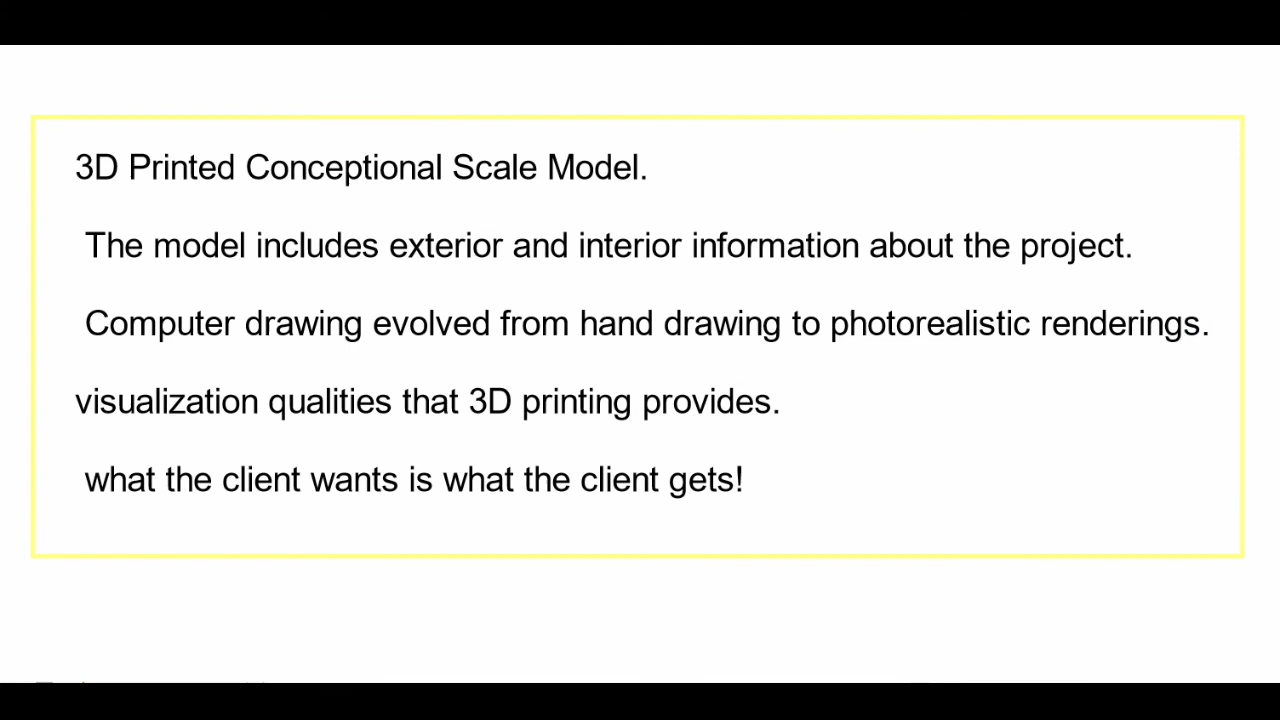 3D Printed Conceptional Scale Model.
The model includes exterior and interior information about the project.
Computer drawing evolved from hand drawing to photorealistic renderings.
visualization qualities that 3D printing provides.
what the client wants is what the client gets!